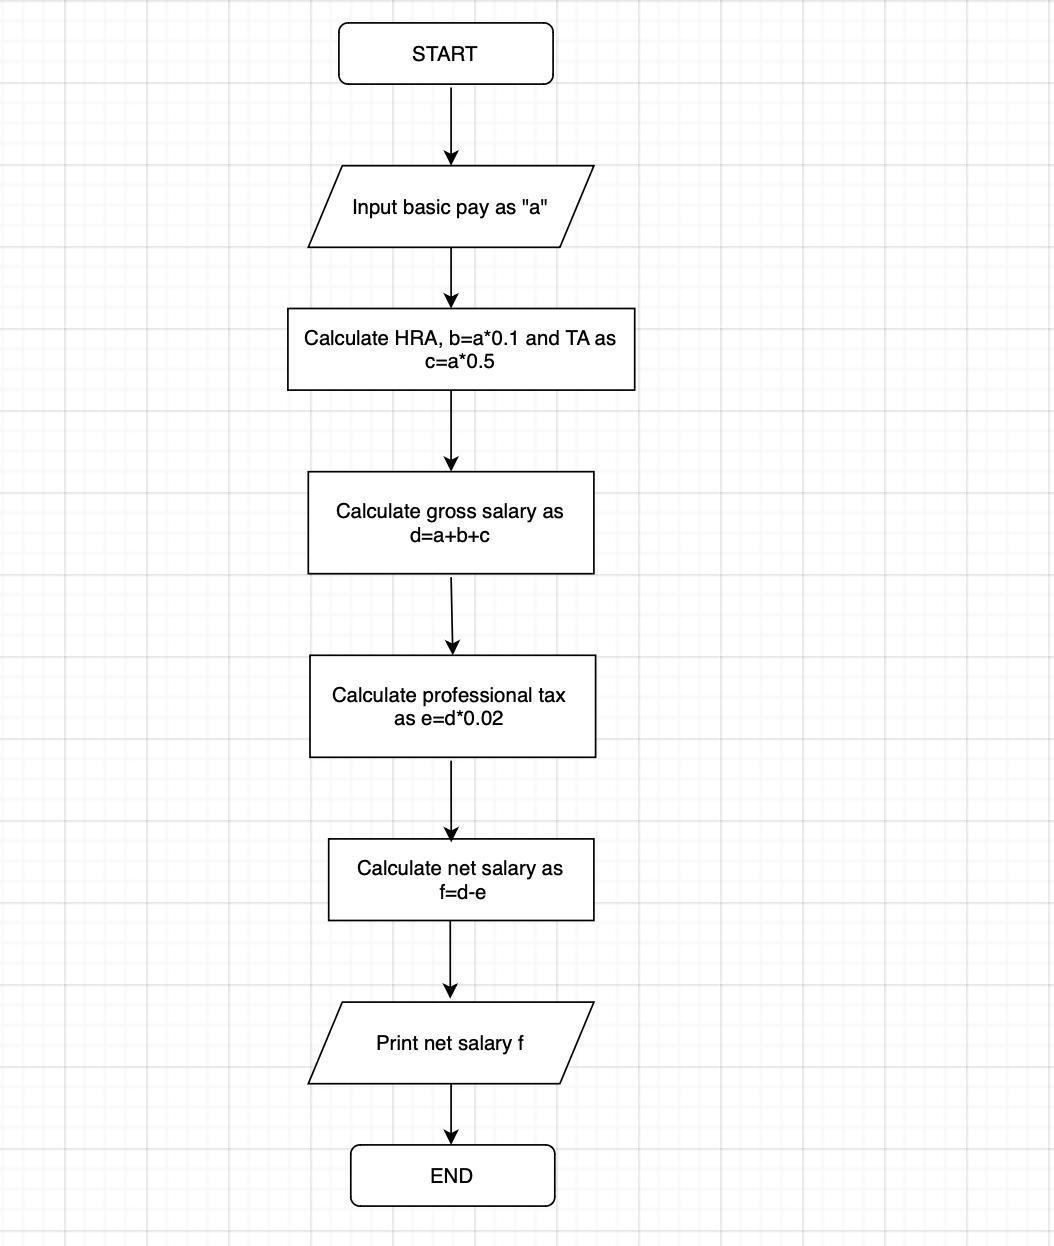 START
Input basic pay as "a"
Calculate HRA, b=a*0.1 and TA as
c=a*0.5
Calculate gross salary as
d=a+b+c
Calculate professional tax
as e=d*0.02
Calculate net salary as
f=d-e
Print net salary f
END